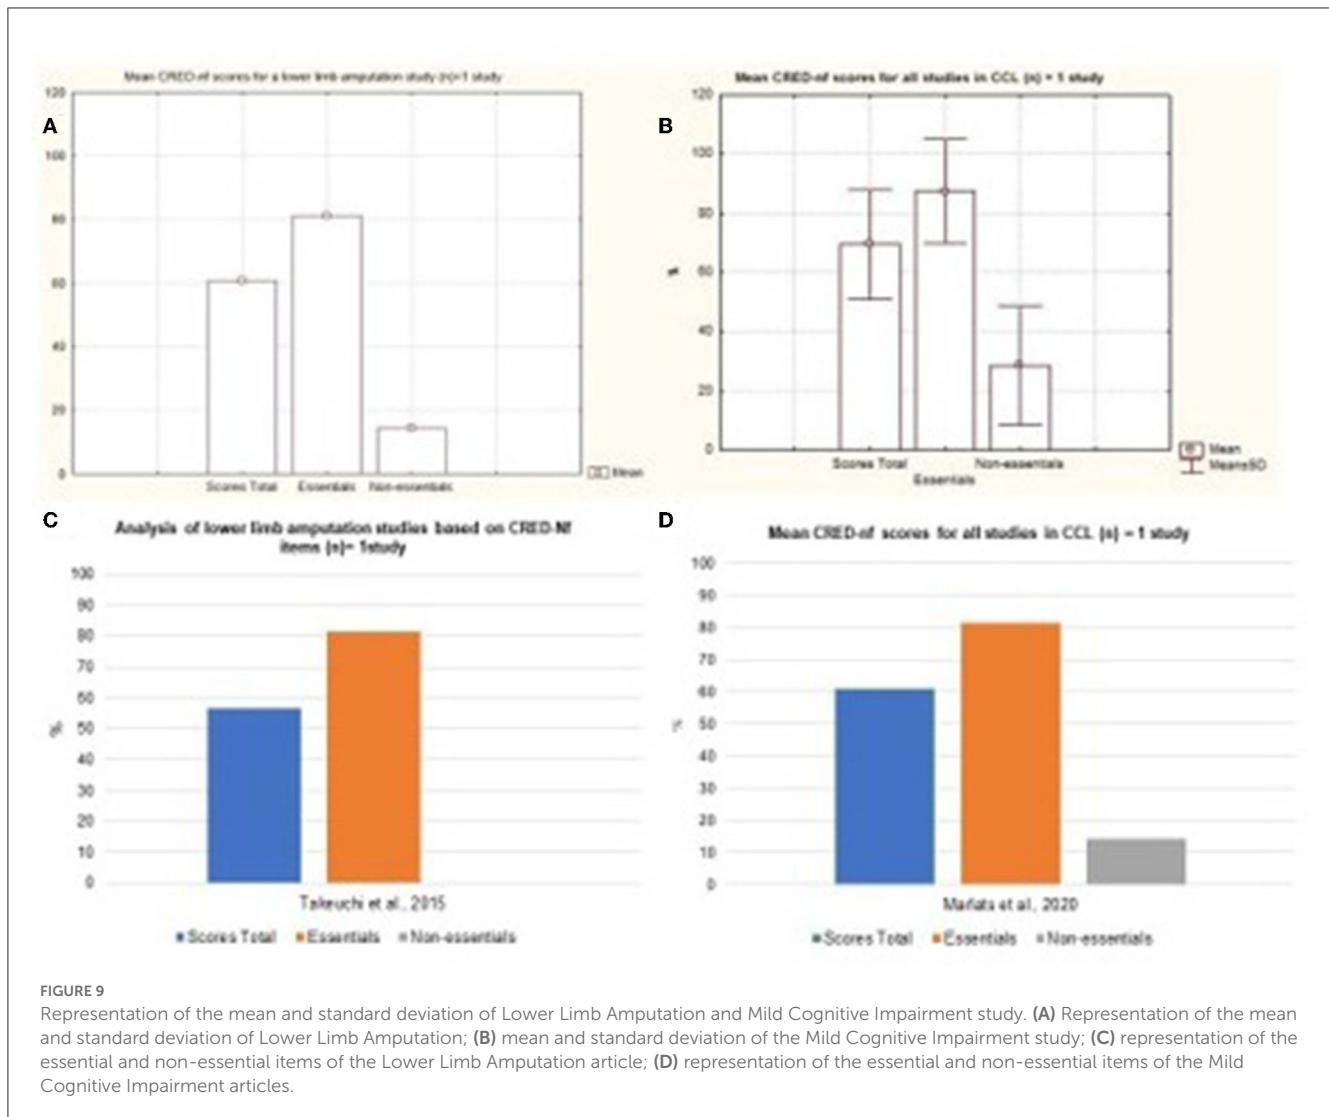 Mean CRED-nf scores for a lower limb amputation study (n)=1 study
A
120
100
80
60
40
20
0
Scores Total Essentials Non-essentials
Mean
Mean CRED-nf scores for all studies in CCL (n) = 1 study
B
120
100
80
60
40
20
0
%
Scores Total Non-essentials
Essentials
Mean
Mean±SD
C
Analysis of lower limb amputation studies based on CRED-Nf
items (n)= 1study
100
90
80
70
60
50
40
30
20
10
0
%
Takeuchi et al., 2015
Scores Total Essentials Non-essentials
D
Mean CRED-nf scores for all studies in CCL (n) = 1 study
100
90
80
70
60
50
40
30
20
10
0
%
Marlats et al., 2020
Scores Total Essentials Non-essentials
FIGURE 9
Representation of the mean and standard deviation of Lower Limb Amputation and Mild Cognitive Impairment study. (A) Representation of the mean
and standard deviation of Lower Limb Amputation; (B) mean and standard deviation of the Mild Cognitive Impairment study; (C) representation of the
essential and non-essential items of the Lower Limb Amputation article; (D) representation of the essential and non-essential items of the Mild
Cognitive Impairment articles.